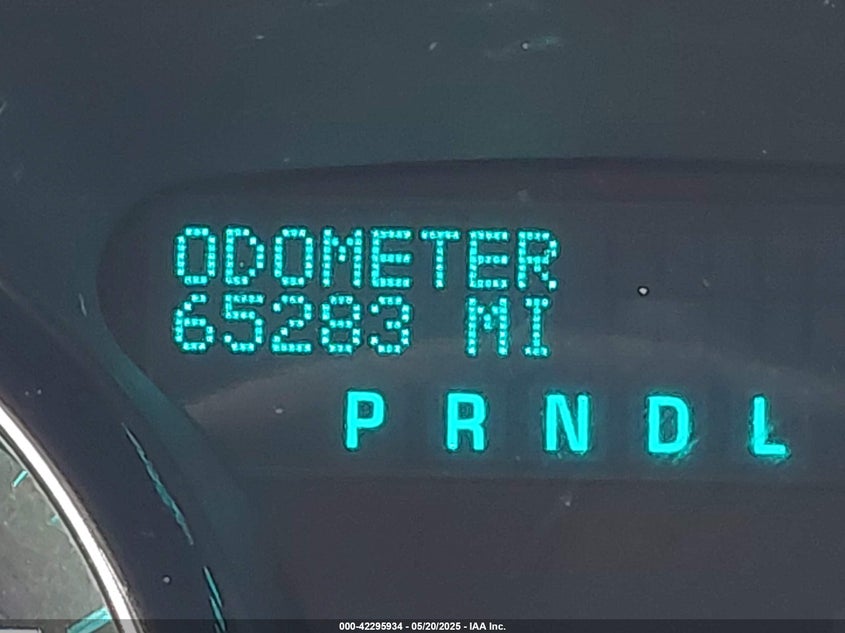 ODOMETER
65283 MI
P R N D L
000-42295934 - 05/20/2025 - IAA Inc.